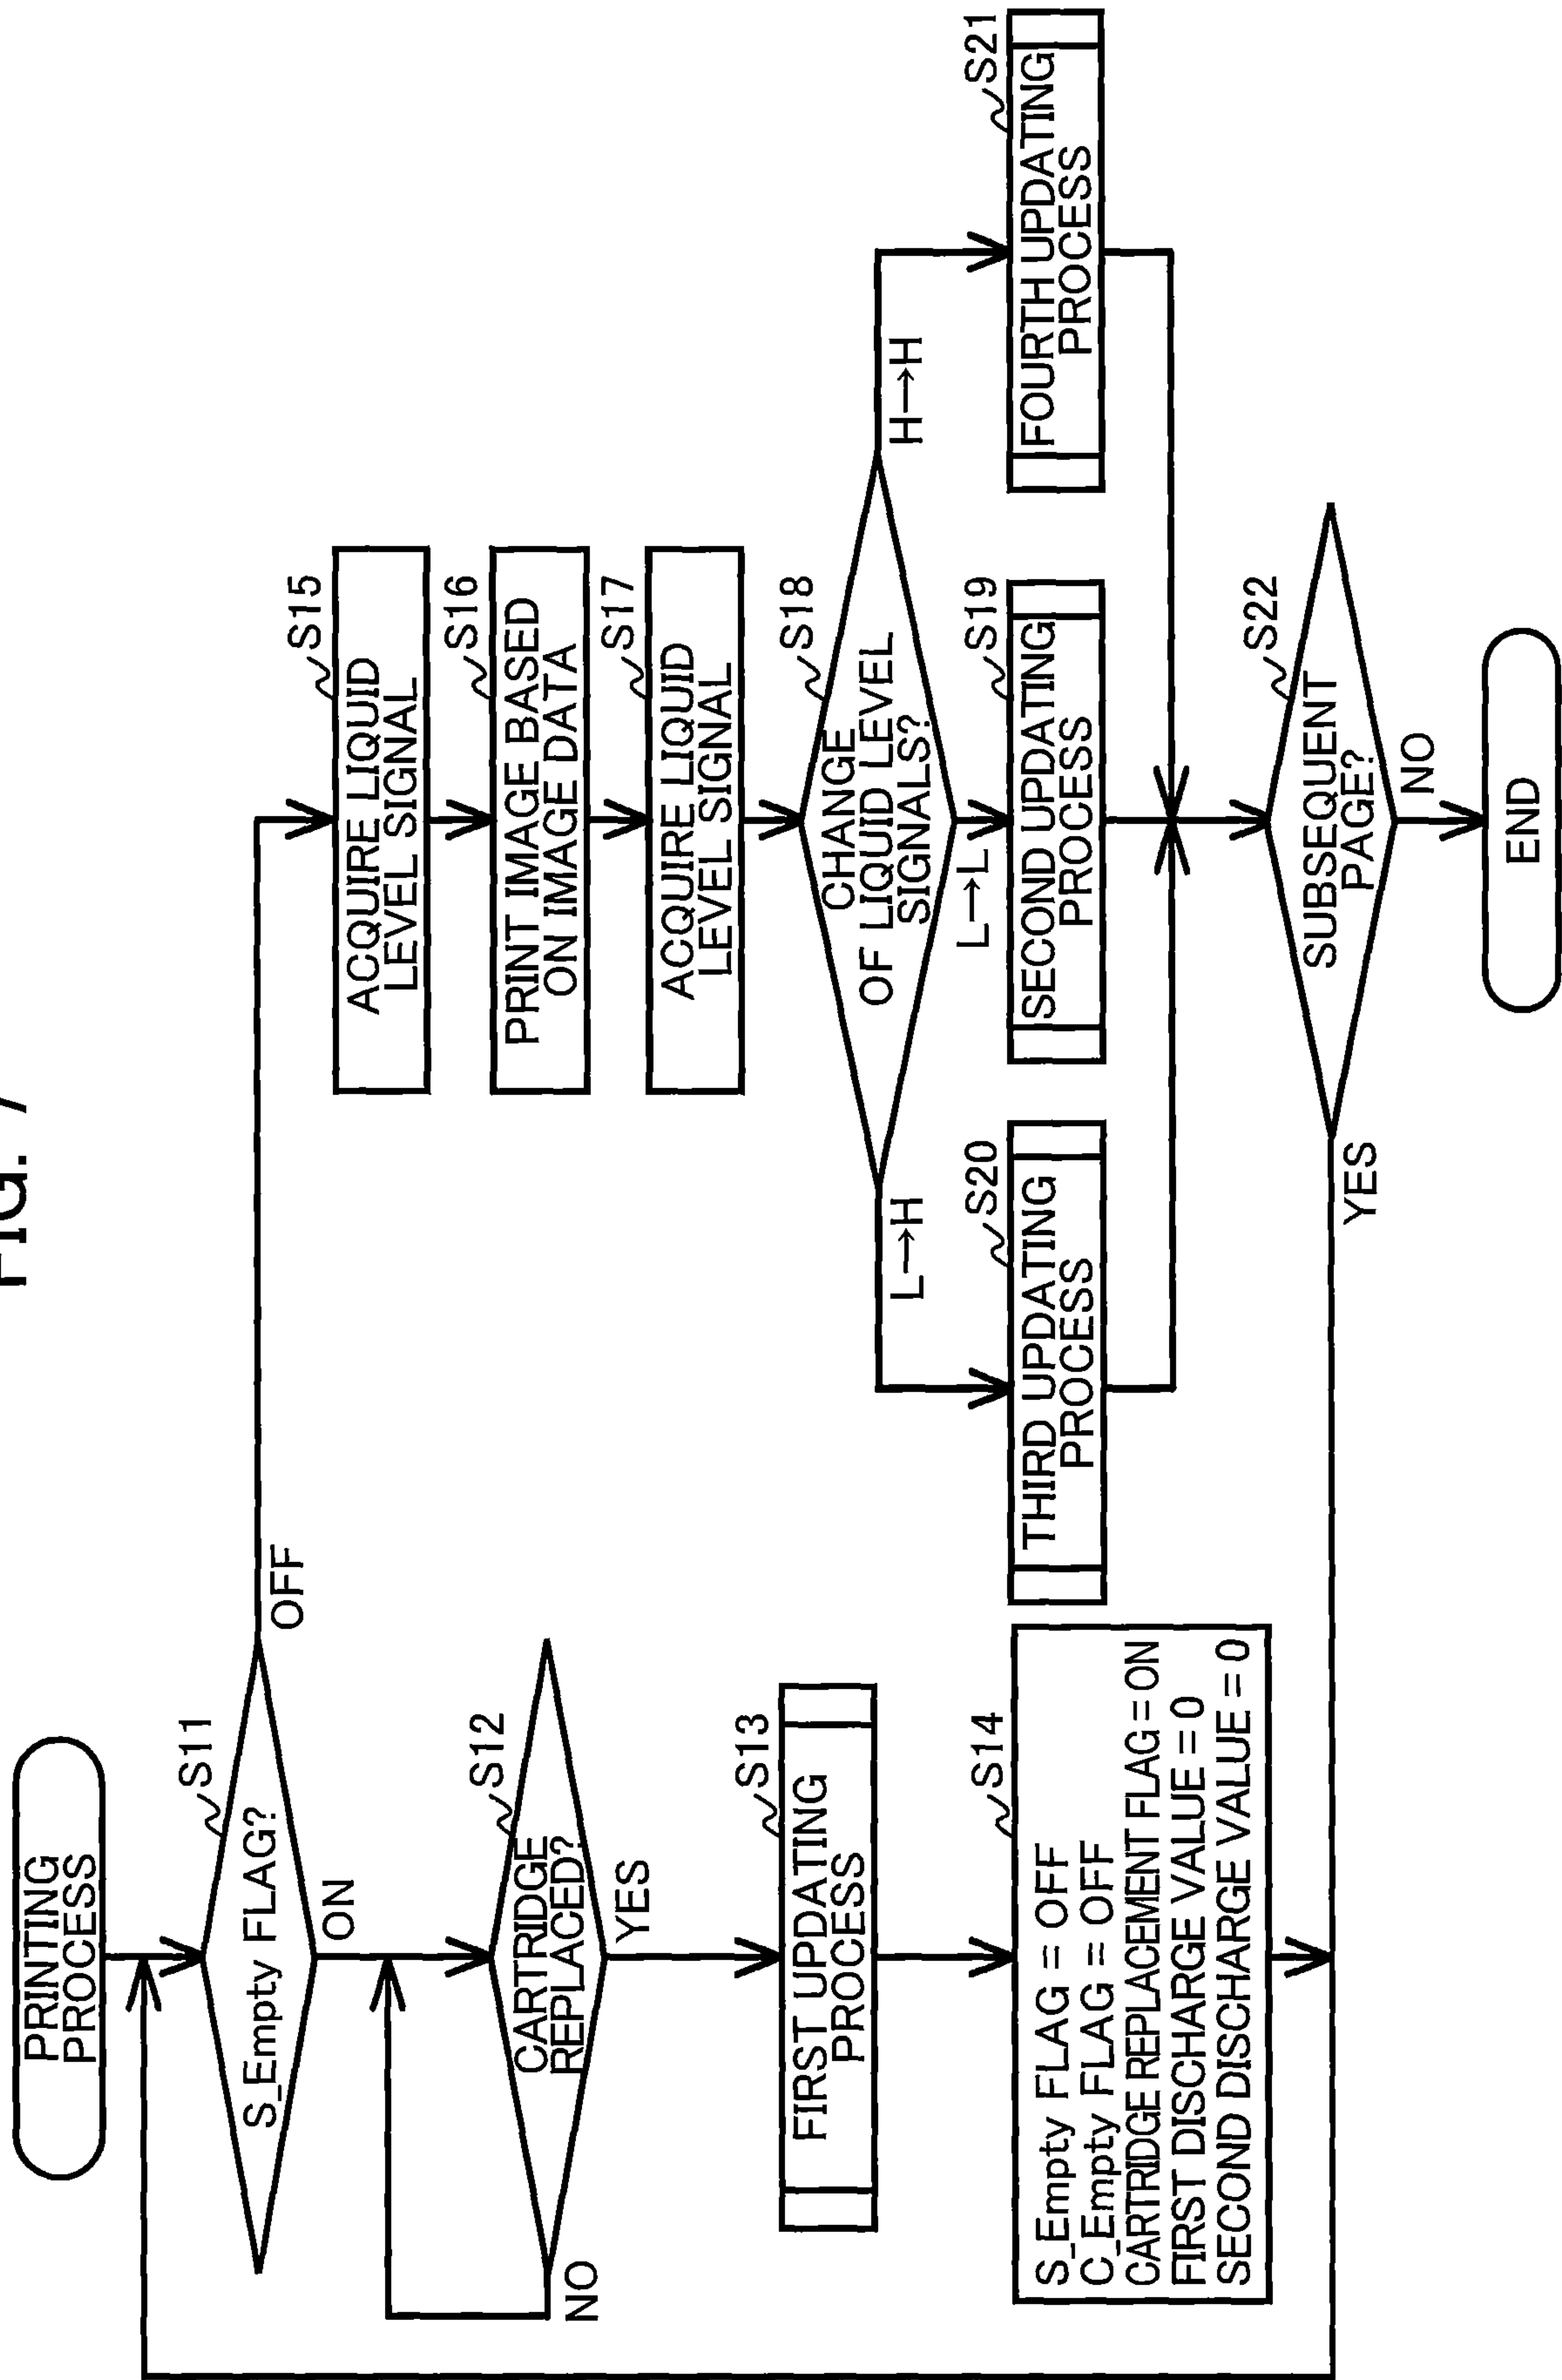 FIG. 7
PRINTING
PROCESS
S11
S_Empty FLAG?
OFF
ON
S12
CARTRIDGE
REPLACED?
NO
YES
S13
FIRST UPDATING
PROCESS
S14
S_Empty FLAG = OFF
C_Empty FLAG = OFF
CARTRIDGE REPLACEMENT FLAG = ON
FIRST DISCHARGE VALUE = 0
SECOND DISCHARGE VALUE = 0
S15
ACQUIRE LIQUID
LEVEL SIGNAL
S16
PRINT IMAGE BASED
ON IMAGE DATA
S17
ACQUIRE LIQUID
LEVEL SIGNAL
S18
CHANGE
OF LIQUID LEVEL
SIGNALS?
L→H
L→L
H→H
S20
THIRD UPDATING
PROCESS
S19
SECOND UPDATING
PROCESS
S21
FOURTH UPDATING
PROCESS
S22
SUBSEQUENT
PAGE?
YES
NO
END